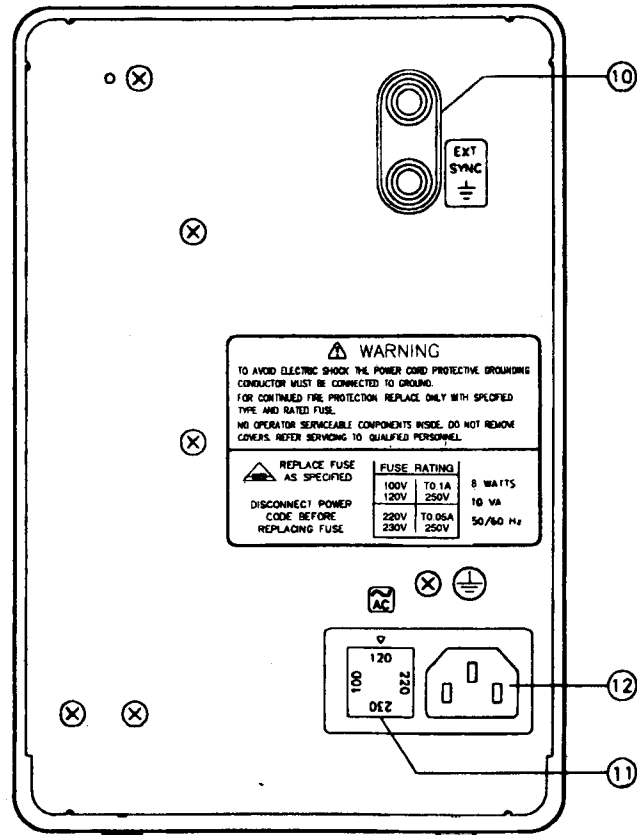 10
EXT
SYNC
WARNING
TO AVOID ELECTRIC SHOCK THE POWER CORD PROTECTIVE GROUNDING
CONDUCTOR MUST BE CONNECTED TO GROUND.
FOR CONTINUED FIRE PROTECTION REPLACE ONLY WITH SPECIFIED
TYPE AND RATED FUSE.
NO OPERATOR SERVICEABLE COMPONENTS INSIDE. DO NOT REMOVE
COVERS. REFER SERVICING TO QUALIFIED PERSONNEL.
REPLACE FUSE
AS SPECIFIED
DISCONNECT POWER
CODE BEFORE
REPLACING FUSE
FUSE RATING
100V T0.1A
120V 250V
220V T0.05A
230V 250V
8 WATTS
10 VA
50/60 Hz
AC
120
100
220
230
12
11